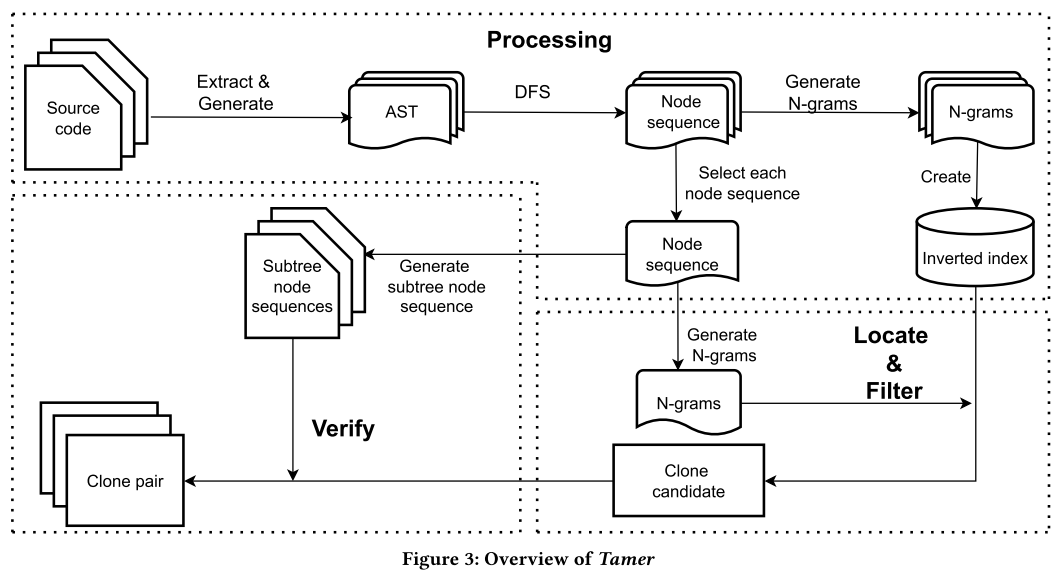 Processing
Source
code
Extract &
Generate
AST
DFS
Node
sequence
Generate
N-grams
N-grams
Select each
node sequence
Create
Node
sequence
Inverted index
Subtree
node
sequences
Generate
subtree node
sequence
Generate
N-grams
Locate
&
Filter
N-grams
Verify
Clone pair
Clone
candidate
Figure 3: Overview of Tamer